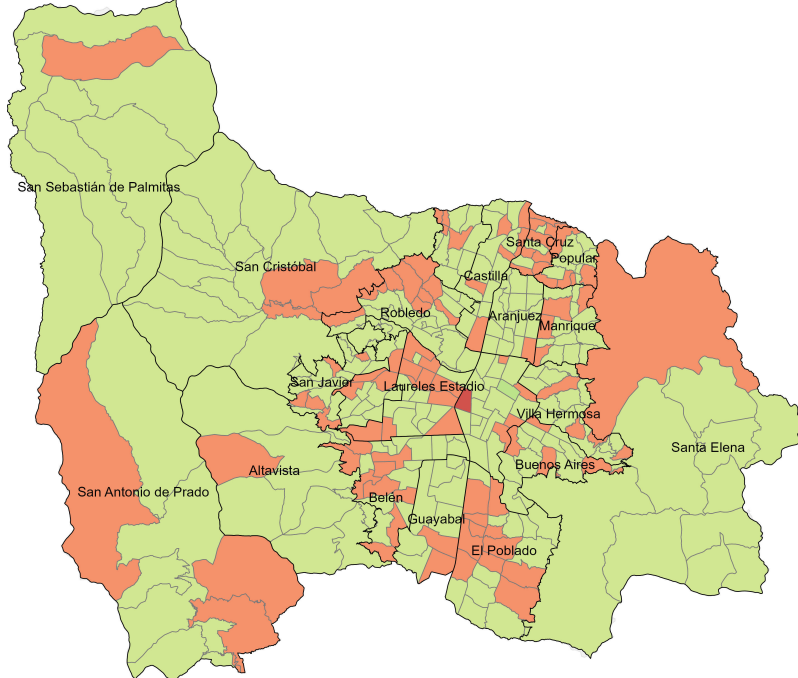 San Sebastián de Palmitas
Santa Cruz
Popular
San Cristóbal
Castilla
Robledo
Aranjuez
Manrique
San Javier
Laureles Estadio
Villa Hermosa
Santa Elena
Altavista
Buenos Aires
San Antonio de Prado
Belén
Guayabal
El Poblado